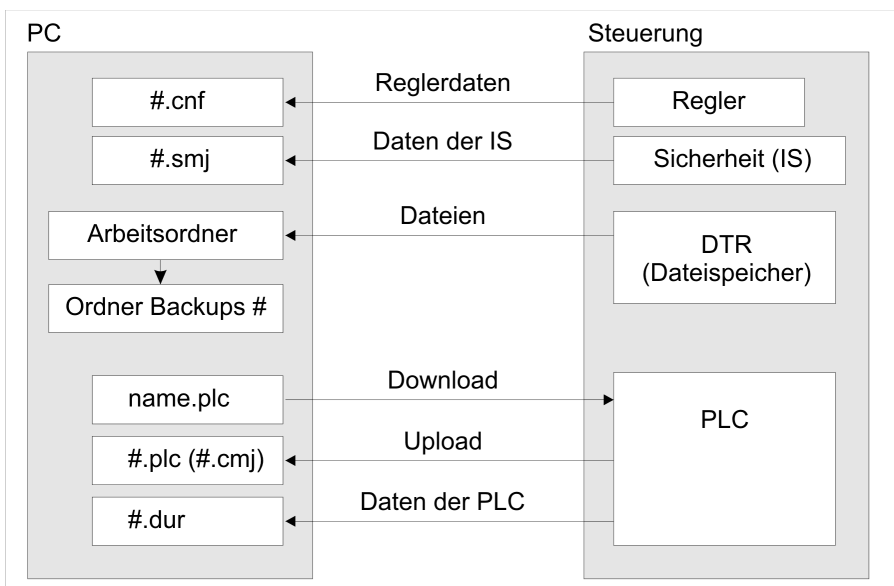 PC
Steuerung
#.cnf
Reglerdaten
Regler
#.smj
Daten der IS
Sicherheit (IS)
Arbeitsordner
Dateien
DTR
(Dateispeicher)
Ordner Backups #
name.plc
Download
PLC
#.plc (#.cmj)
Upload
#.dur
Daten der PLC